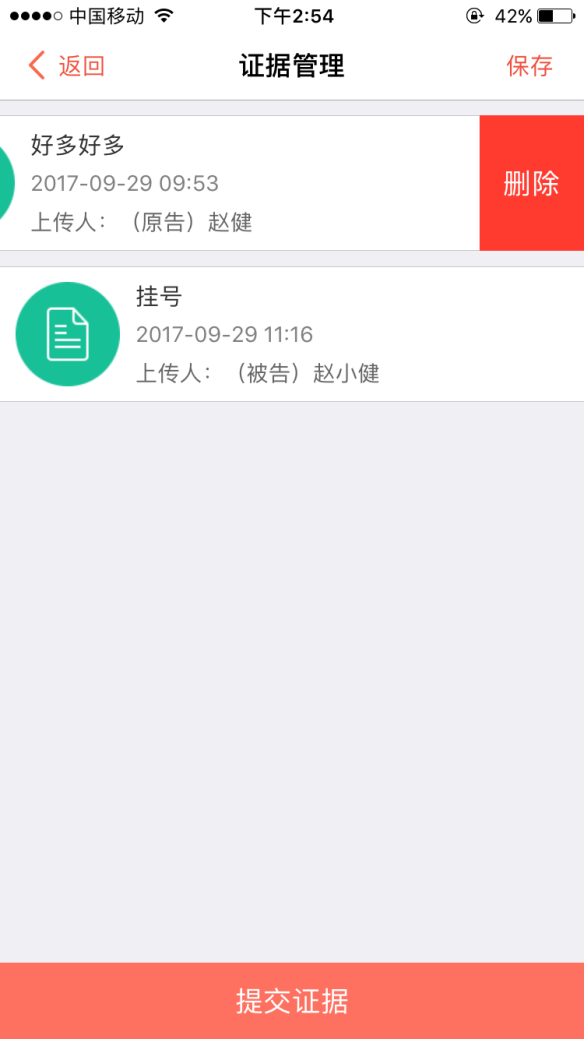 中国移动 下午2:54 42%
返回 证据管理 保存
好多好多
2017-09-29 09:53
上传人：（原告）赵健
删除
挂号
2017-09-29 11:16
上传人：（被告）赵小健
提交证据